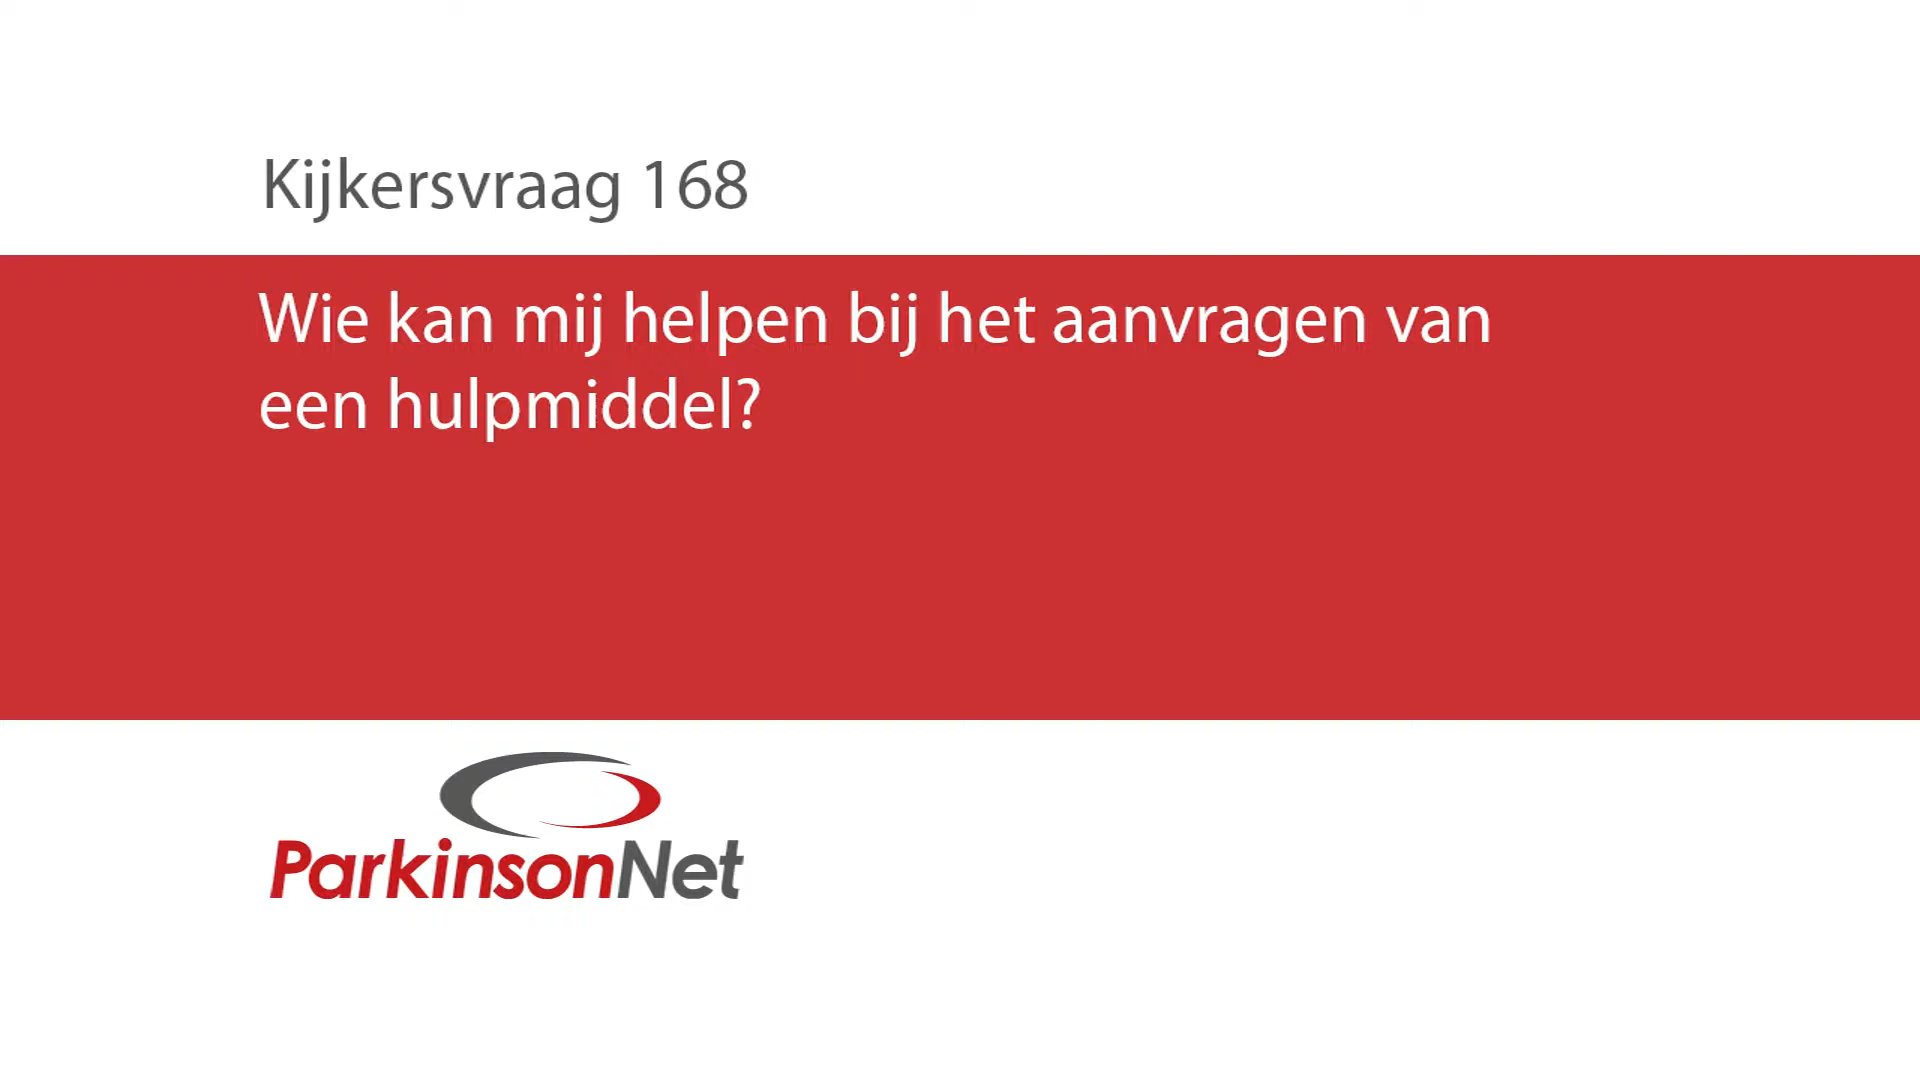 Kijkersvraag 168
Wie kan mij helpen bij het aanvragen van
een hulpmiddel?
ParkinsonNet